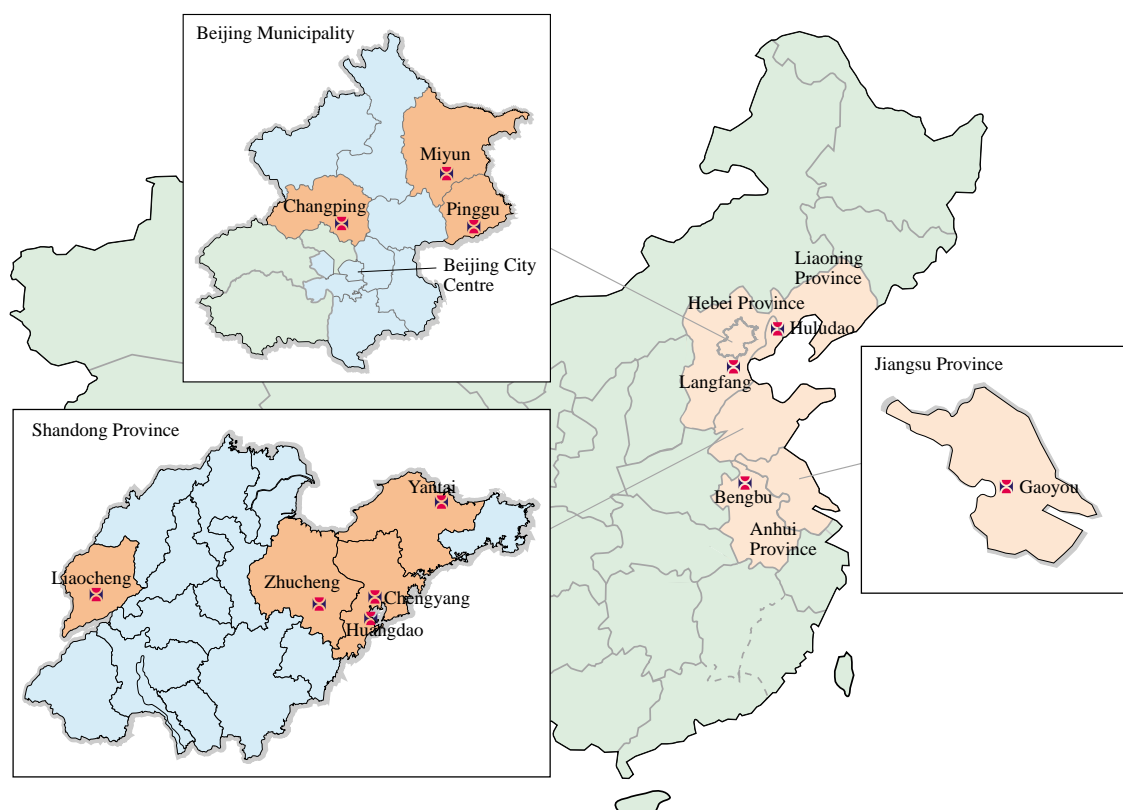 Beijing Municipality
Miyun
Changping
Pinggu
Beijing City
Centre
Liaoning
Province
Hebei Province
Huludao
Langfang
Jiangsu Province
Gaoyou
Shandong Province
Yantai
Liaocheng
Zhucheng
Chengyang
Huangdao
Bengbu
Anhui
Province